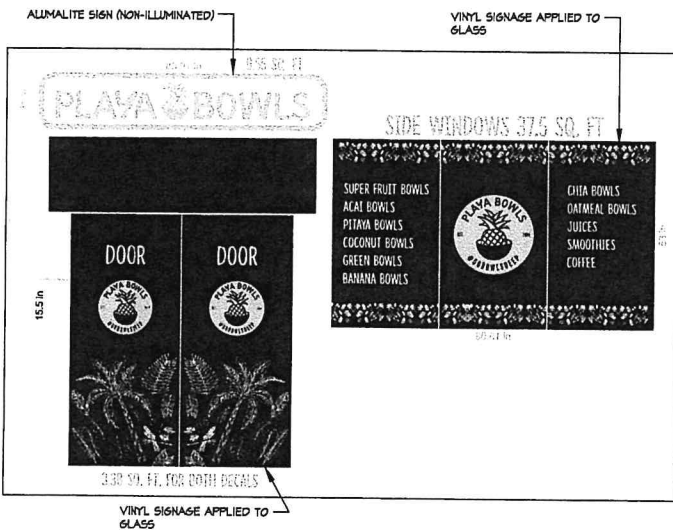 ALUMALITE SIGN (NON-ILLUMINATED)
VINYL SIGNAGE APPLIED TO
GLASS
SQ. FT
PLAYA BOWLS
SIDE WINDOWS 37.5 SQ. FT
SUPER FRUIT BOWLS
ACAI BOWLS
PITAYA BOWLS
COCONUT BOWLS
GREEN BOWLS
BANANA BOWLS
PLAYA BOWLS
CHIA BOWLS
OATMEAL BOWLS
JUICES
SMOOTHIES
COFFEE
DOOR
DOOR
PLAYA BOWLS
PLAYA BOWLS
15.5 in
3.30 SQ. FT. FOR BOTH DECALS
VINYL SIGNAGE APPLIED TO
GLASS